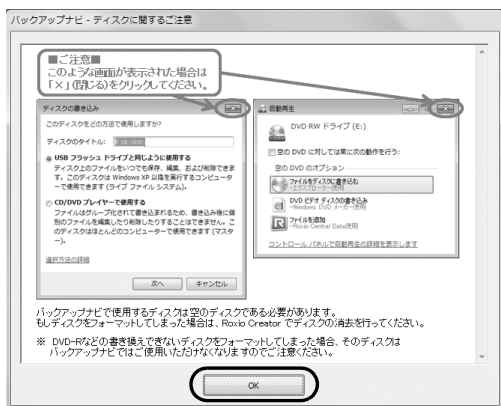 バックアップナビ - ディスクに関するご注意
■ご注意■
このような画面が表示された場合は
「×」(閉じる)をクリックしてください。
ディスクの書き込み
このディスクをどの方法で使用しますか?
ディスクのタイトル:
USB フラッシュ ドライブと同じように使用する
ディスク上のファイルをいつでも保存、編集、および削除できま
す。このディスクは Windows XP 以降を実行するコンピュータ
ーで使用できます (ライブ ファイル システム)。
CD/DVD プレイヤーで使用する
ファイルはグループ化されて書き込まれるため、書き込み後に個
別のファイルを編集したり削除したりすることはできません。こ
のディスクはほとんどのコンピューターで使用できます (マスタ
ー)。
選択方法の詳細
次へ
キャンセル
自動再生
DVD RW ドライブ (E:)
空の DVD に対しては常に次の動作を行う:
空の DVD のオプション
ファイルをディスクに書き込む
-エクスプローラー使用
DVD ビデオ ディスクの書き込み
-Windows DVD メーカー使用
ファイルを追加
-Roxio Central Data使用
コントロール パネルで自動再生の詳細を表示します
バックアップナビで使用するディスクは空のディスクである必要があります。
もしディスクをフォーマットしてしまった場合は、Roxio Creator でディスクの消去を行ってください。
※ DVD-Rなどの書き換えできないディスクをフォーマットしてしまった場合、そのディスクは
バックアップナビではご使用いただけなくなりますのでご注意ください。
OK